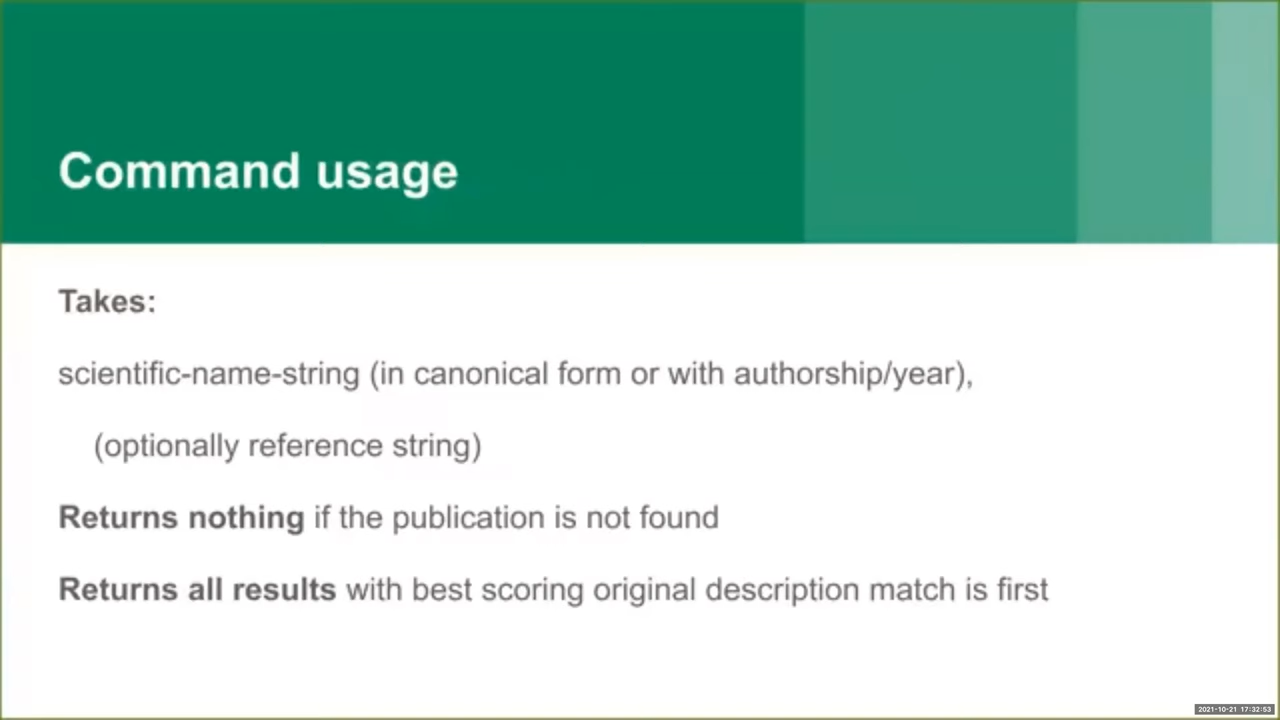 Command usage
Takes:
scientific-name-string (in canonical form or with authorship/year),
(optionally reference string)
Returns nothing if the publication is not found
Returns all results with best scoring original description match is first
2021-10-21 17:32:53